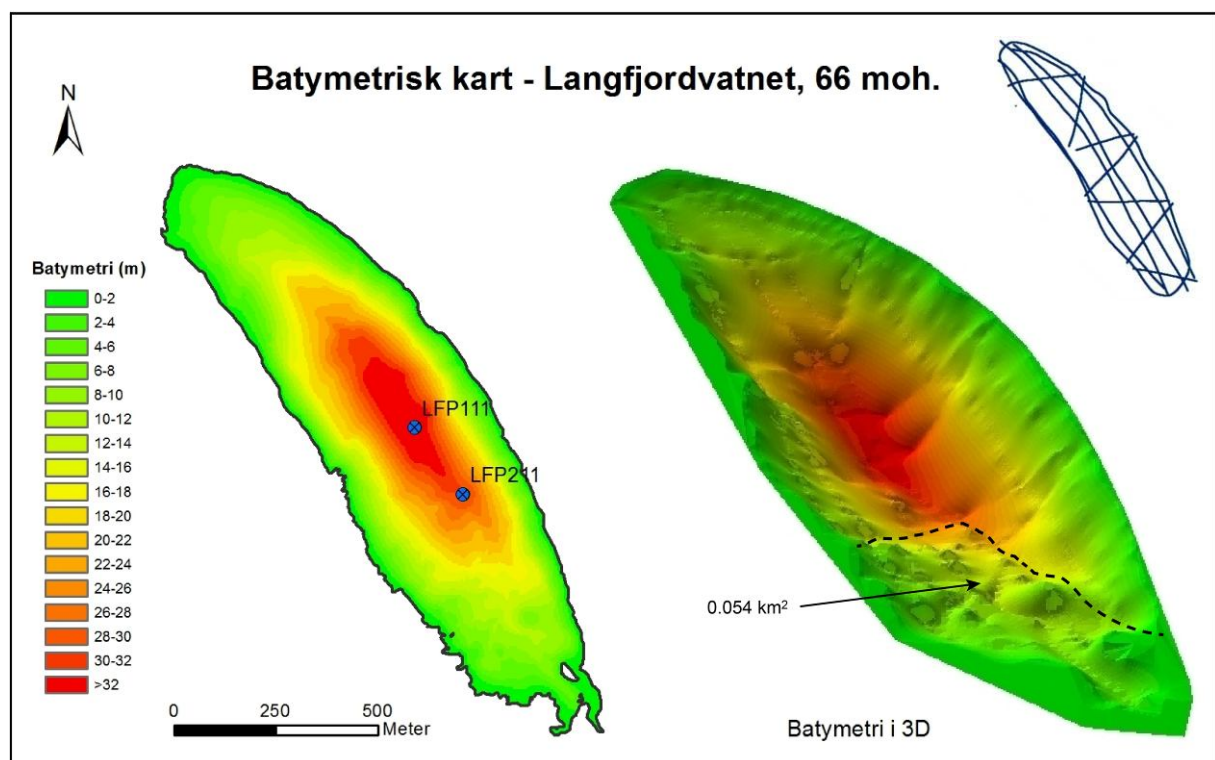 Batymetrisk kart - Langfjordvatnet, 66 moh.
N
Batymetri (m)
0-2
2-4
4-6
6-8
8-10
10-12
12-14
14-16
16-18
18-20
20-22
22-24
24-26
26-28
28-30
30-32
>32
LFP111
LFP211
0 250 500
Meter
0.054 km²
Batymetri i 3D